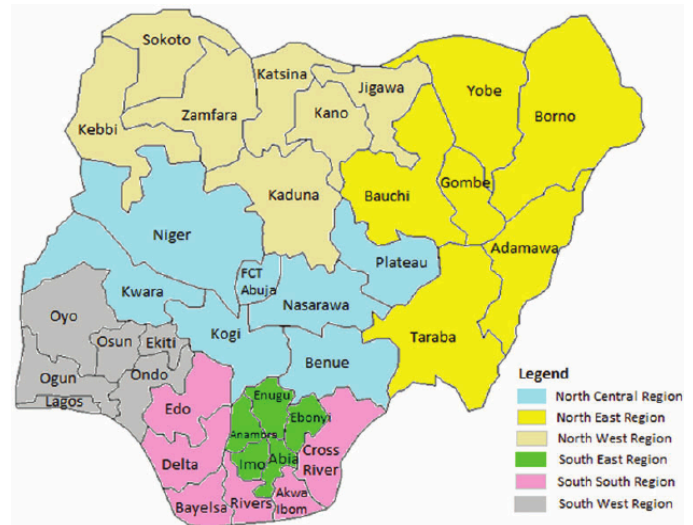 Sokoto
Katsina
Jigawa
Yobe
Borno
Zamfara
Kano
Kebbi
Kaduna
Bauchi
Gombe
Niger
Adamawa
FCT
Abuja
Plateau
Kwara
Nasarawa
Oyo
Kogi
Taraba
Osun
Ekiti
Benue
Ogun
Ondo
Lagos
Edo
Enugu
Ebonyi
Anambra
Cross
River
Delta
Imo
Abia
Bayelsa
Rivers
Akwa
Ibom
Legend
North Central Region
North East Region
North West Region
South East Region
South South Region
South West Region